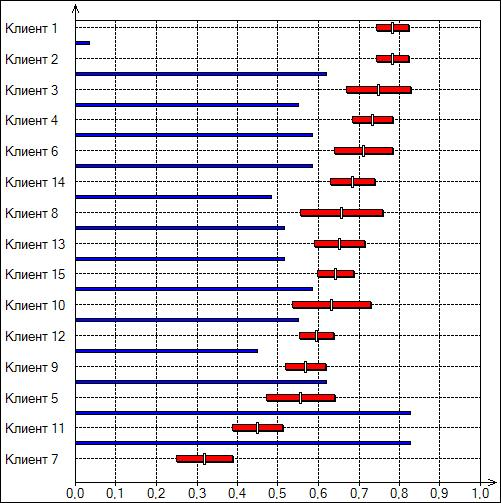 Клиент 1
Клиент 2
Клиент 3
Клиент 4
Клиент 6
Клиент 14
Клиент 8
Клиент 13
Клиент 15
Клиент 10
Клиент 12
Клиент 9
Клиент 5
Клиент 11
Клиент 7
0,0 0,1 0,2 0,3 0,4 0,5 0,6 0,7 0,8 0,9 1,0